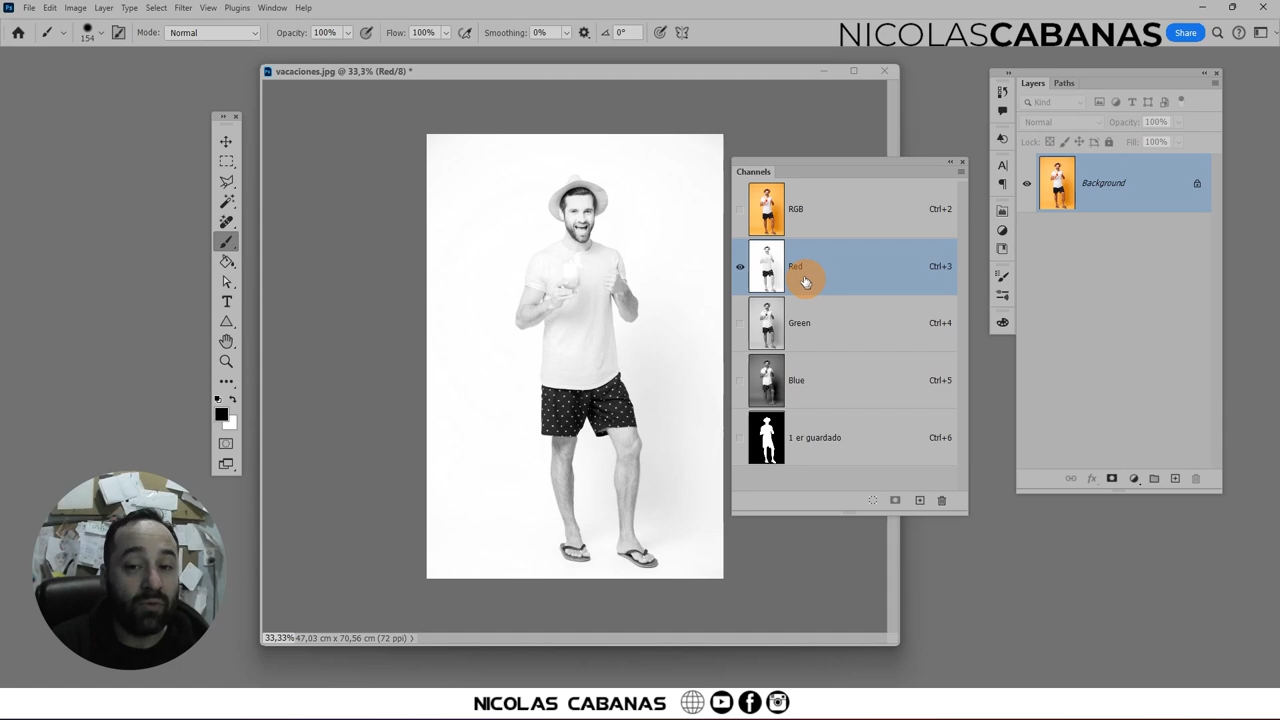 File Edit Image Layer Type Select Filter View Plugins Window Help
154 Mode: Normal Opacity: 100% Flow: 100% Smoothing: 0% 0°
NICOLASCABANAS
Share
vacaciones.jpg @ 33,3% (Red/8) *
Channels
RGB Ctrl+2
Red Ctrl+3
Green Ctrl+4
Blue Ctrl+5
1 er guardado Ctrl+6
Layers Paths
Kind
Normal Opacity: 100%
Lock: Fill: 100%
Background
33,33% 47,03 cm x 70,56 cm (72 ppi)
NICOLAS CABANAS